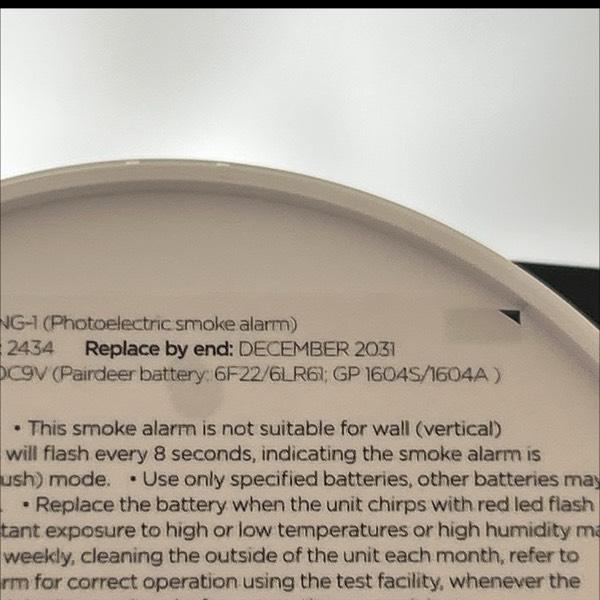 NG-1 (Photoelectric smoke alarm)
: 2434 Replace by end: DECEMBER 2031
DC9V (Pairdeer battery: 6F22/6LR61; GP 1604S/1604A )
• This smoke alarm is not suitable for wall (vertical)
will flash every 8 seconds, indicating the smoke alarm is
ush) mode. • Use only specified batteries, other batteries may
. • Replace the battery when the unit chirps with red led flash
tant exposure to high or low temperatures or high humidity ma
weekly, cleaning the outside of the unit each month, refer to
rm for correct operation using the test facility, whenever the